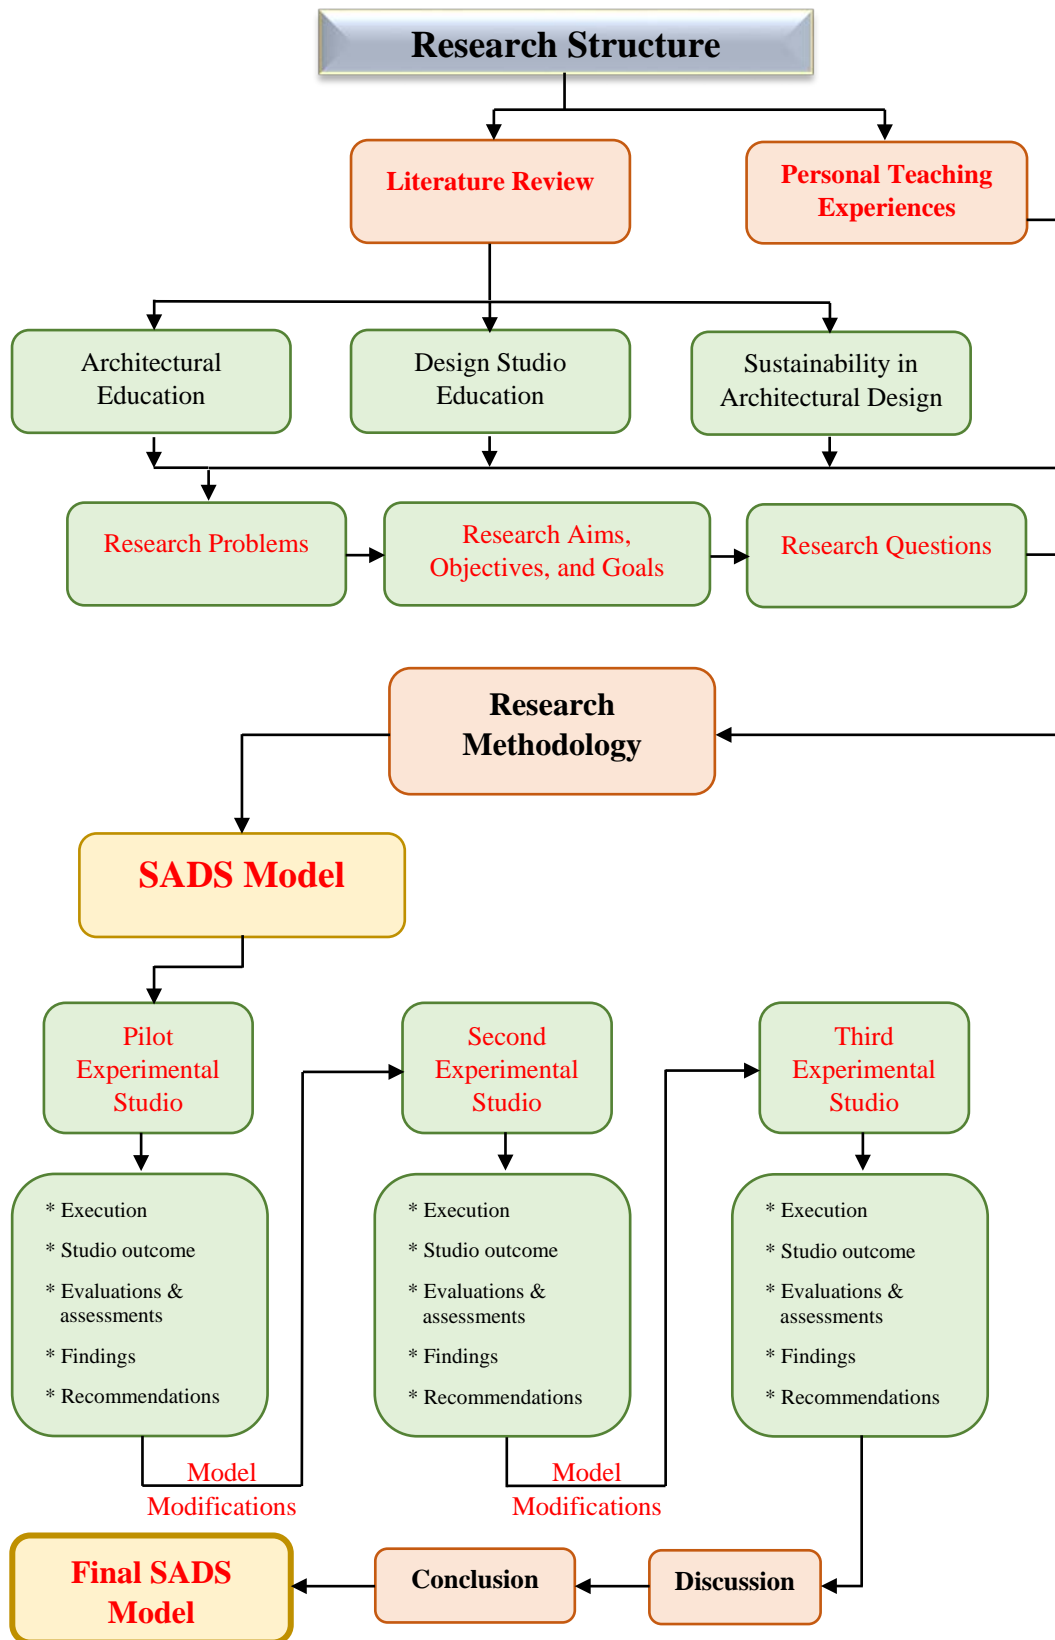 Research Structure
Literature Review
Personal Teaching
Experiences
Architectural
Education
Design Studio
Education
Sustainability in
Architectural Design
Research Problems
Research Aims,
Objectives, and Goals
Research Questions
Research
Methodology
SADS Model
Pilot
Experimental
Studio
Second
Experimental
Studio
Third
Experimental
Studio
* Execution
* Studio outcome
* Evaluations &
assessments
* Findings
* Recommendations
* Execution
* Studio outcome
* Evaluations &
assessments
* Findings
* Recommendations
* Execution
* Studio outcome
* Evaluations &
assessments
* Findings
* Recommendations
Model
Modifications
Model
Modifications
Final SADS
Model
Conclusion
Discussion